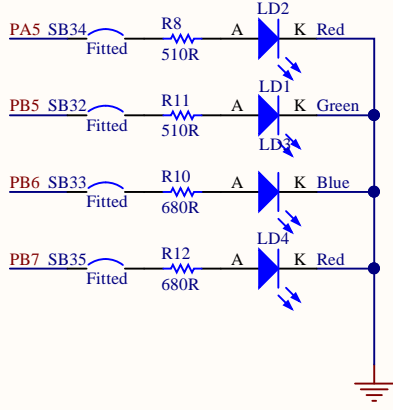 LD2
PA5 SB34 R8 A K Red
Fitted 510R
LD1
PB5 SB32 R11 A K Green
Fitted 510R
LD3
PB6 SB33 R10 A K Blue
Fitted 680R
LD4
PB7 SB35 R12 A K Red
Fitted 680R